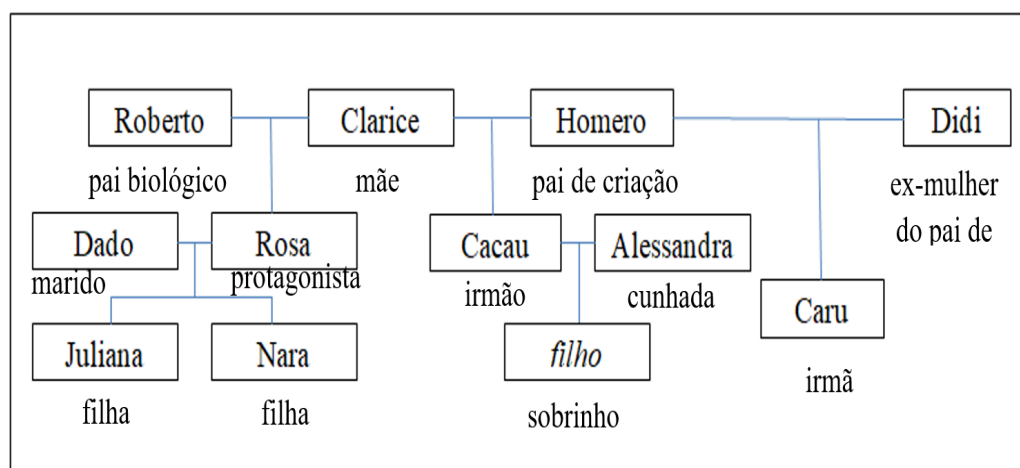 Roberto Clarice Homero Didi
pai biológico mãe pai de criação ex-mulher
do pai de
Dado Rosa Cacau Alessandra
marido protagonista irmão cunhada
Caru
Juliana Nara filho
irmã
filha filha sobrinho